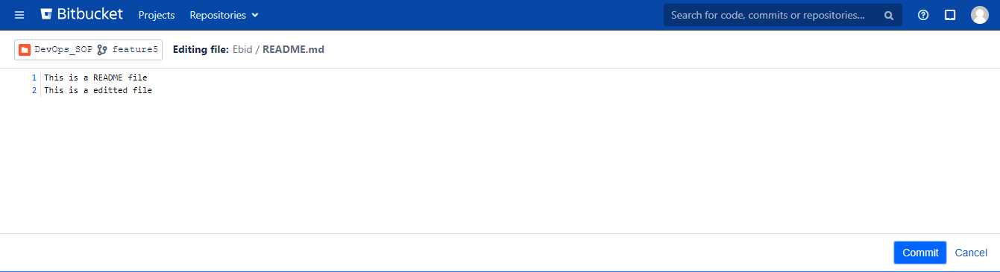 Bitbucket Projects Repositories Search for code, commits or repositories...
DevOps_SOP feature5 Editing file: Ebid / README.md
1 This is a README file
2 This is a editted file
Commit Cancel